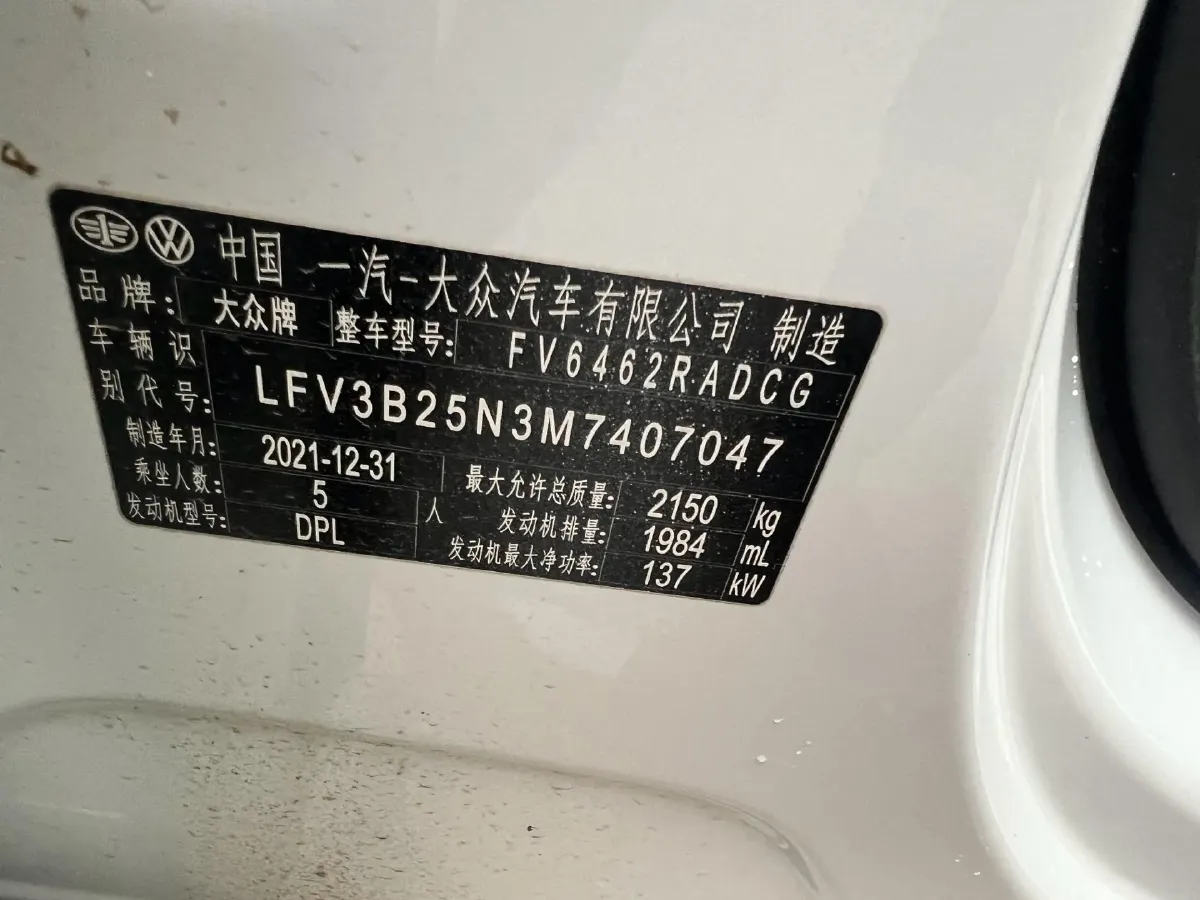 中国 一汽-大众汽车有限公司 制造
品牌: 大众牌 整车型号: FV6462RADCG
车辆识别代号: LFV3B25N3M7407047
制造年月: 2021-12-31 最大允许总质量: 2150 kg
乘坐人数: 5 人 发动机排量: 1984 mL
发动机型号: DPL 发动机最大净功率: 137 kW